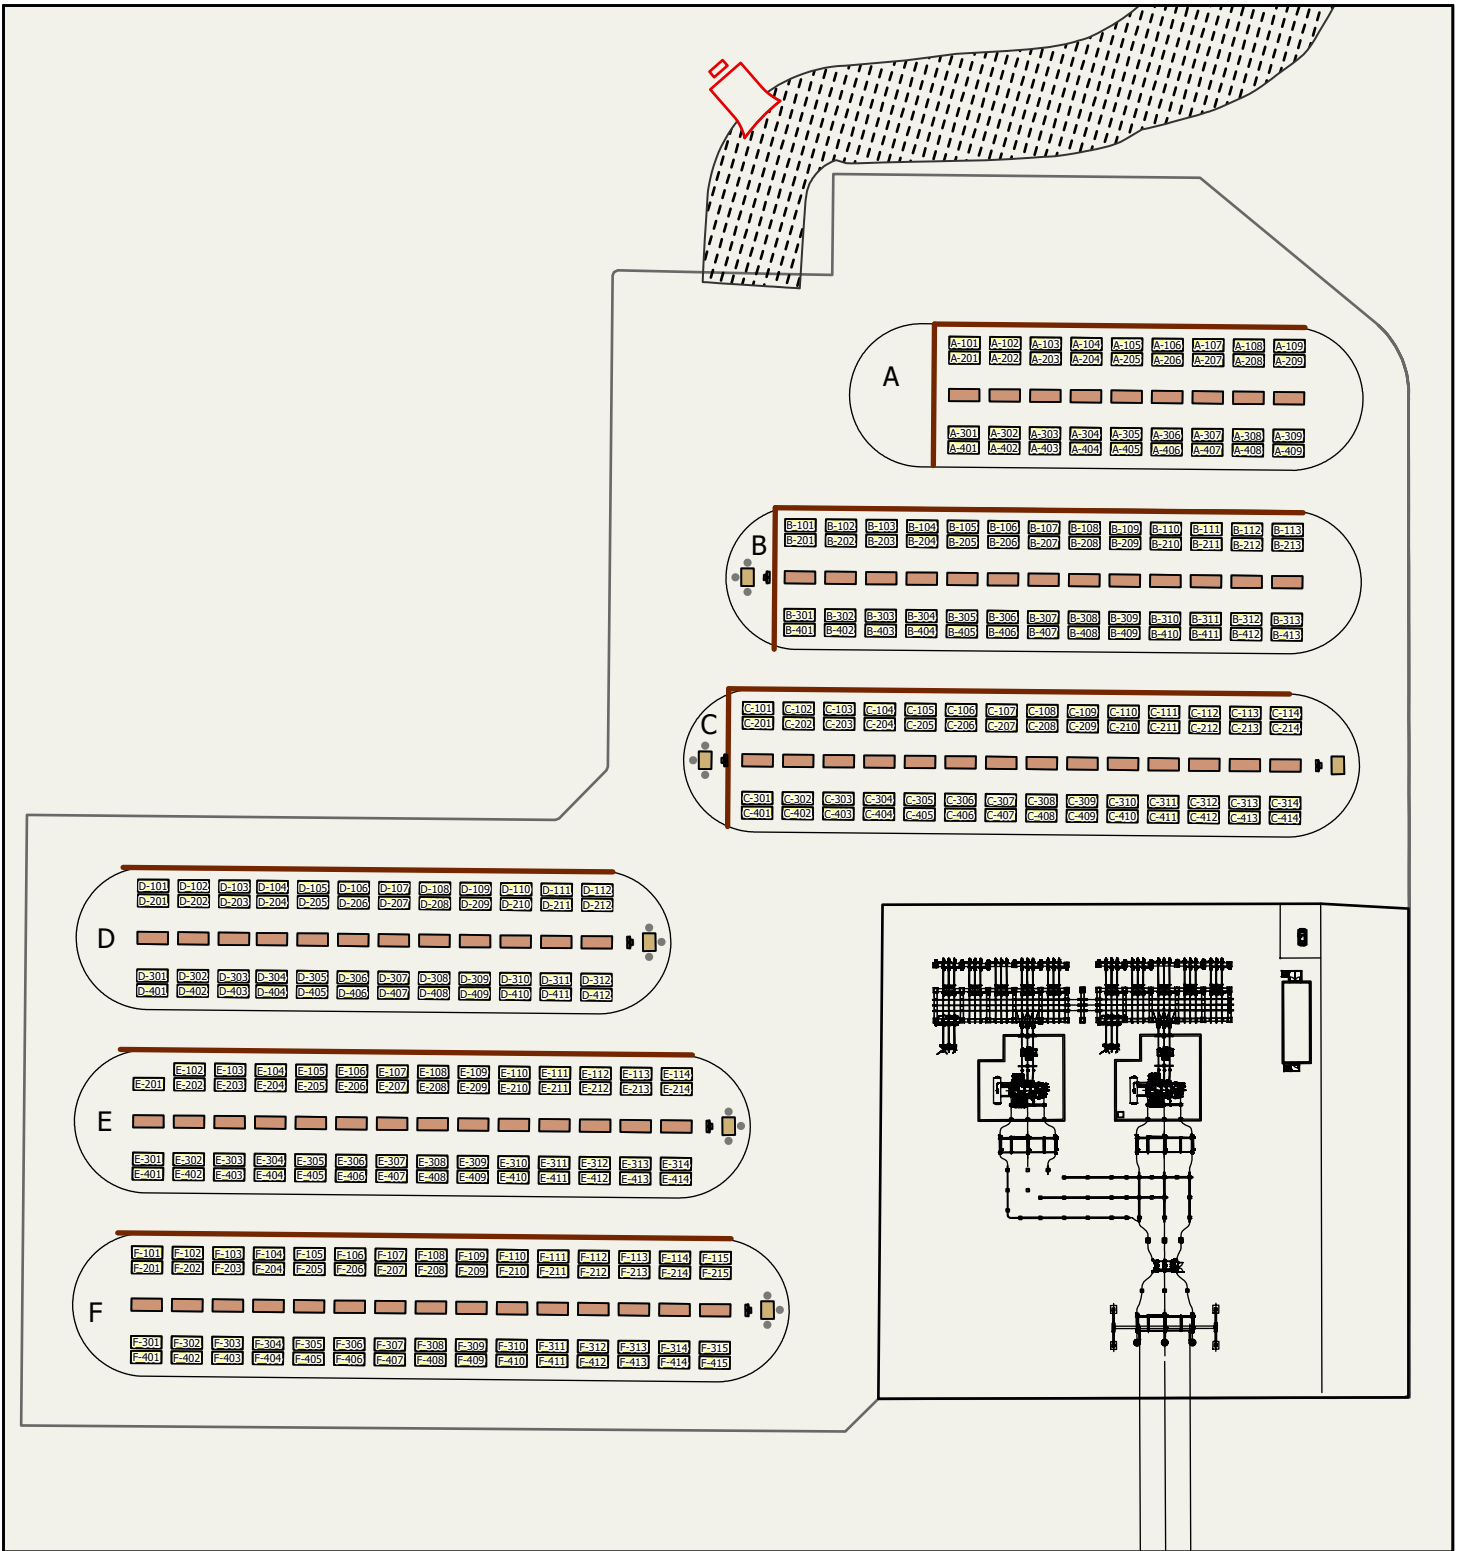 A
A-101 A-102 A-103 A-104 A-105 A-106 A-107 A-108 A-109
A-201 A-202 A-203 A-204 A-205 A-206 A-207 A-208 A-209
A-301 A-302 A-303 A-304 A-305 A-306 A-307 A-308 A-309
A-401 A-402 A-403 A-404 A-405 A-406 A-407 A-408 A-409
B
B-101 B-102 B-103 B-104 B-105 B-106 B-107 B-108 B-109 B-110 B-111 B-112 B-113
B-201 B-202 B-203 B-204 B-205 B-206 B-207 B-208 B-209 B-210 B-211 B-212 B-213
B-301 B-302 B-303 B-304 B-305 B-306 B-307 B-308 B-309 B-310 B-311 B-312 B-313
B-401 B-402 B-403 B-404 B-405 B-406 B-407 B-408 B-409 B-410 B-411 B-412 B-413
C
C-101 C-102 C-103 C-104 C-105 C-106 C-107 C-108 C-109 C-110 C-111 C-112 C-113 C-114
C-201 C-202 C-203 C-204 C-205 C-206 C-207 C-208 C-209 C-210 C-211 C-212 C-213 C-214
C-301 C-302 C-303 C-304 C-305 C-306 C-307 C-308 C-309 C-310 C-311 C-312 C-313 C-314
C-401 C-402 C-403 C-404 C-405 C-406 C-407 C-408 C-409 C-410 C-411 C-412 C-413 C-414
D
D-101 D-102 D-103 D-104 D-105 D-106 D-107 D-108 D-109 D-110 D-111 D-112
D-201 D-202 D-203 D-204 D-205 D-206 D-207 D-208 D-209 D-210 D-211 D-212
D-301 D-302 D-303 D-304 D-305 D-306 D-307 D-308 D-309 D-310 D-311 D-312
D-401 D-402 D-403 D-404 D-405 D-406 D-407 D-408 D-409 D-410 D-411 D-412
E
E-102 E-103 E-104 E-105 E-106 E-107 E-108 E-109 E-110 E-111 E-112 E-113 E-114
E-201 E-202 E-203 E-204 E-205 E-206 E-207 E-208 E-209 E-210 E-211 E-212 E-213 E-214
E-301 E-302 E-303 E-304 E-305 E-306 E-307 E-308 E-309 E-310 E-311 E-312 E-313 E-314
E-401 E-402 E-403 E-404 E-405 E-406 E-407 E-408 E-409 E-410 E-411 E-412 E-413 E-414
F
F-101 F-102 F-103 F-104 F-105 F-106 F-107 F-108 F-109 F-110 F-111 F-112 F-113 F-114 F-115
F-201 F-202 F-203 F-204 F-205 F-206 F-207 F-208 F-209 F-210 F-211 F-212 F-213 F-214 F-215
F-301 F-302 F-303 F-304 F-305 F-306 F-307 F-308 F-309 F-310 F-311 F-312 F-313 F-314 F-315
F-401 F-402 F-403 F-404 F-405 F-406 F-407 F-408 F-409 F-410 F-411 F-412 F-413 F-414 F-415